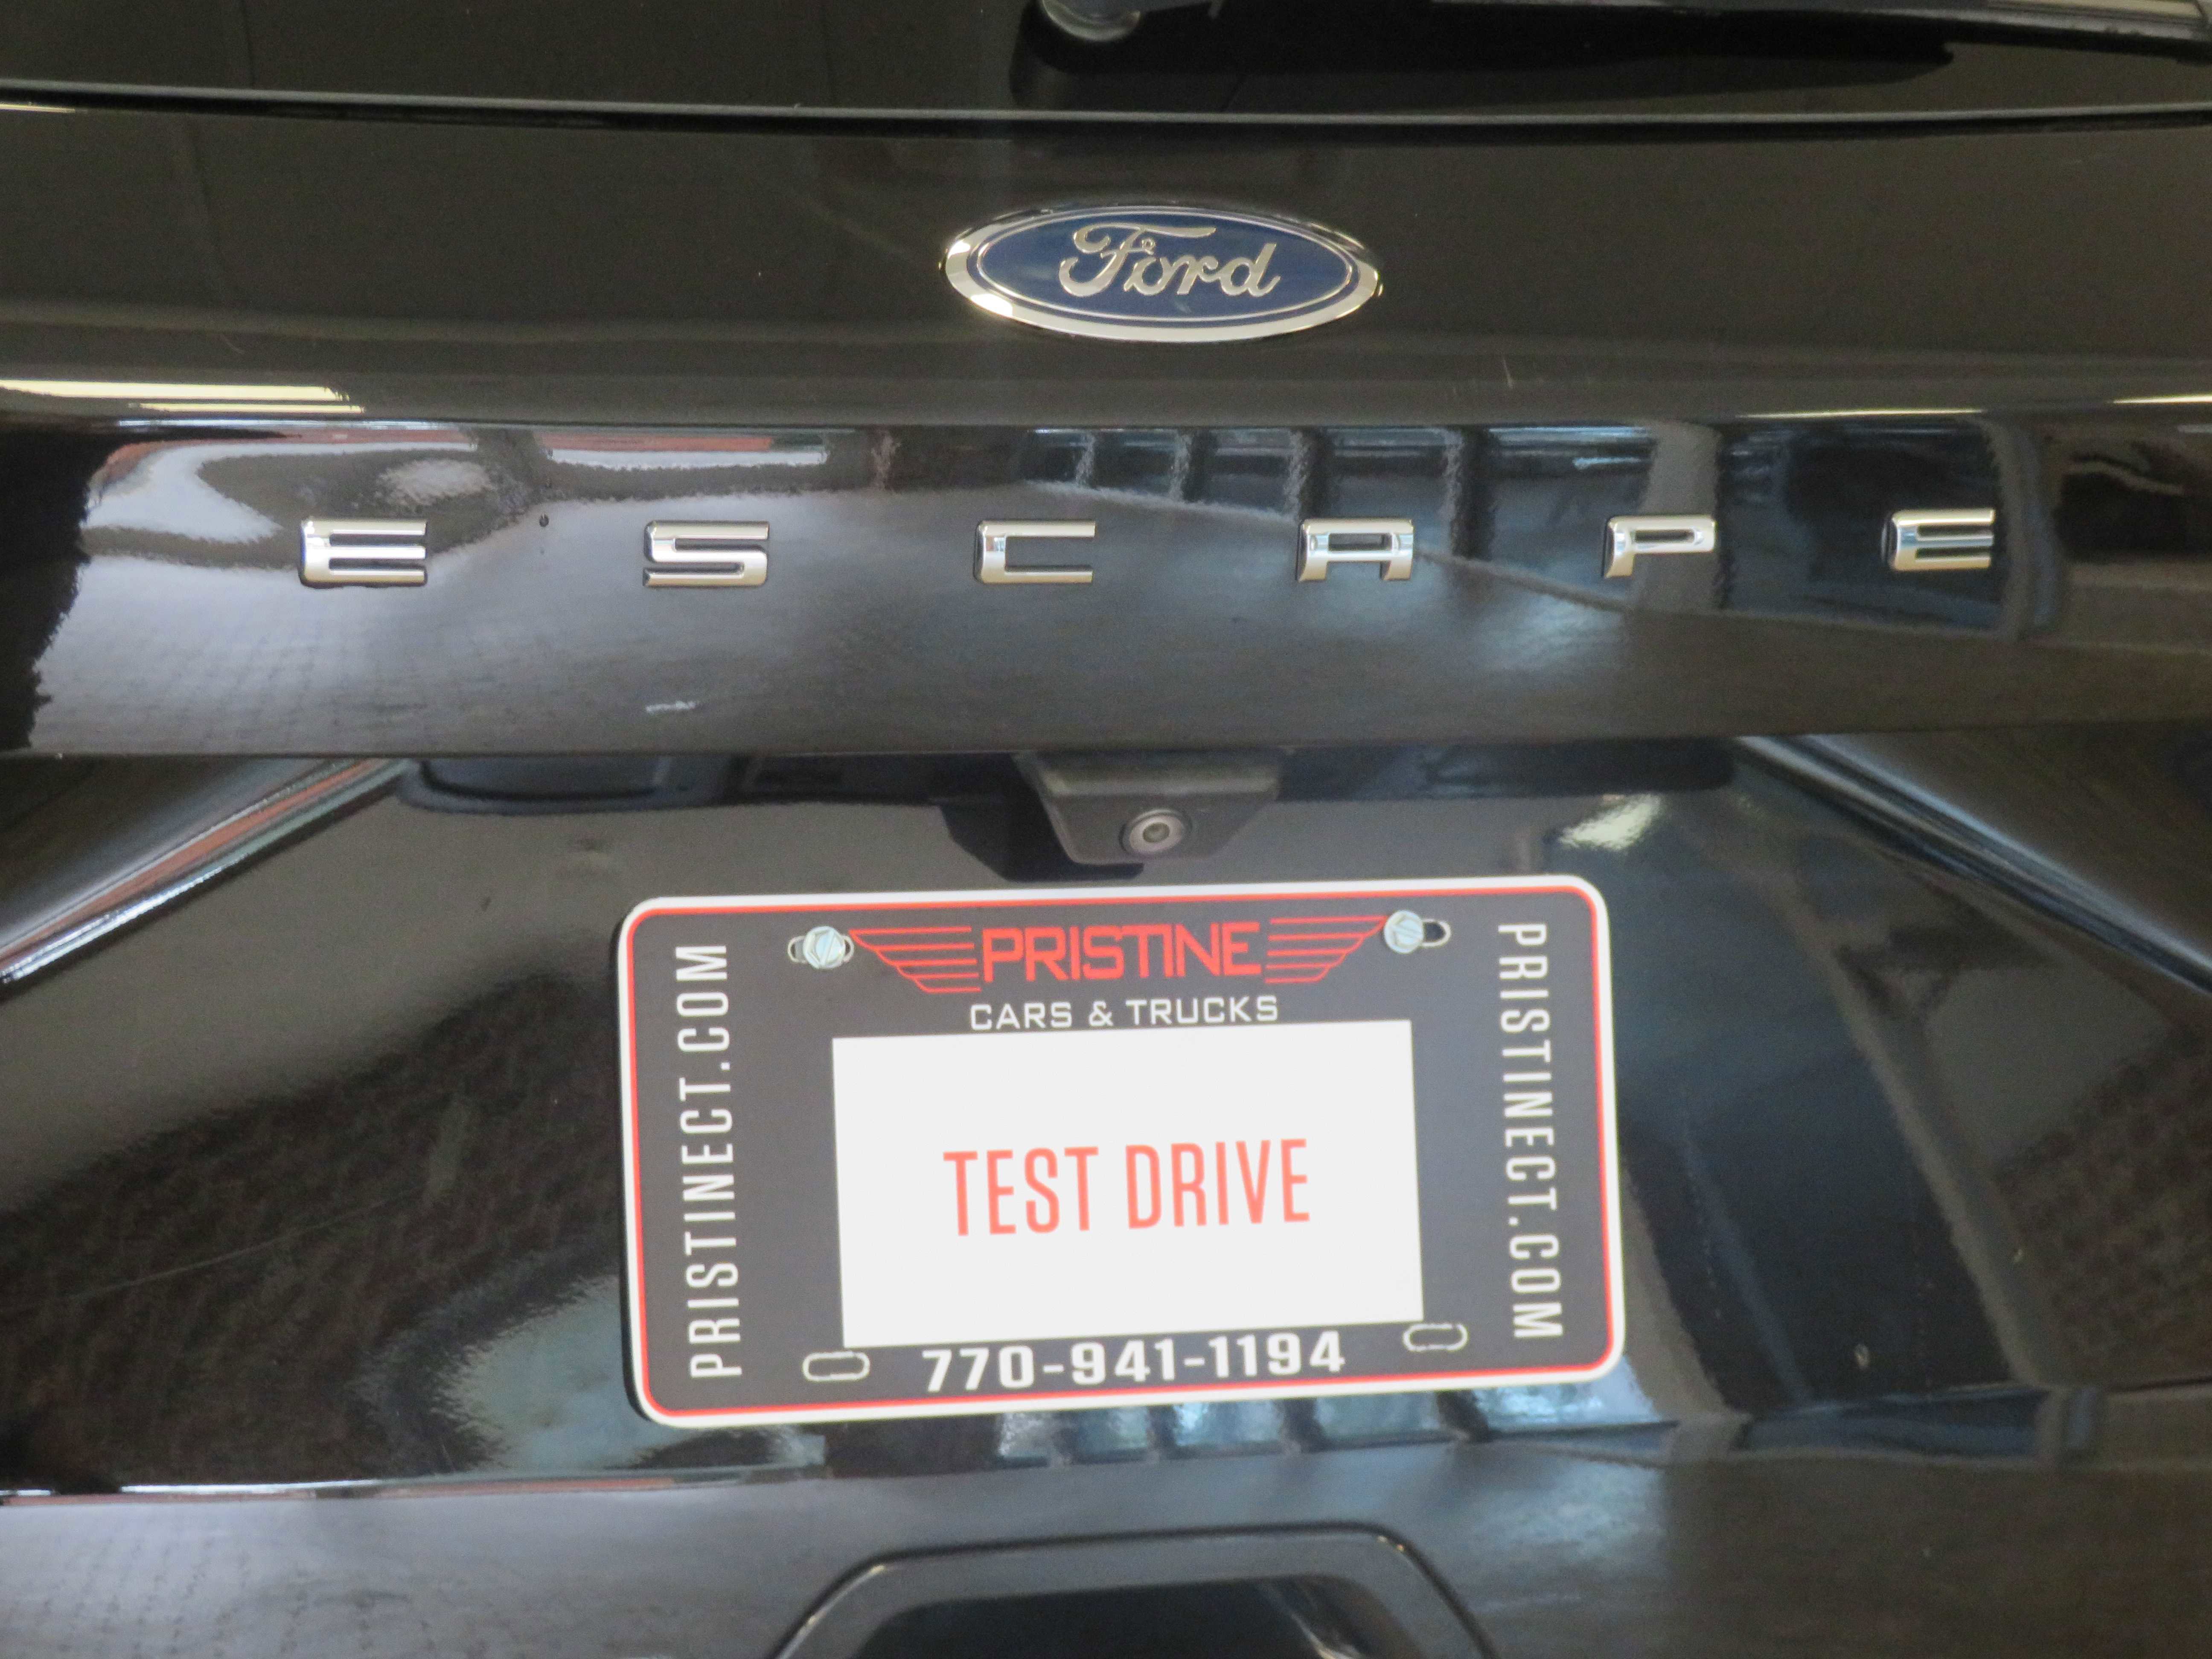 Ford
ESCAPE
PRISTINE
CARS & TRUCKS
PRISTINECT.COM
TEST DRIVE
PRISTINECT.COM
770-941-1194